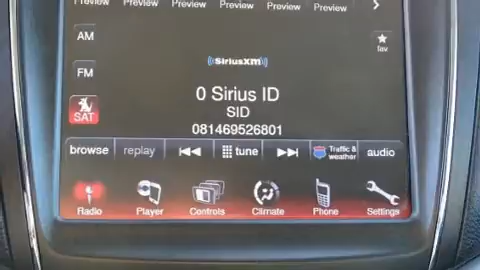 Preview Preview Preview Preview Preview Preview
AM
fav
SiriusXM
FM
0 Sirius ID
SID
SAT
081469526801
browse replay tune Traffic & weather audio
Radio Player Controls Climate Phone Settings